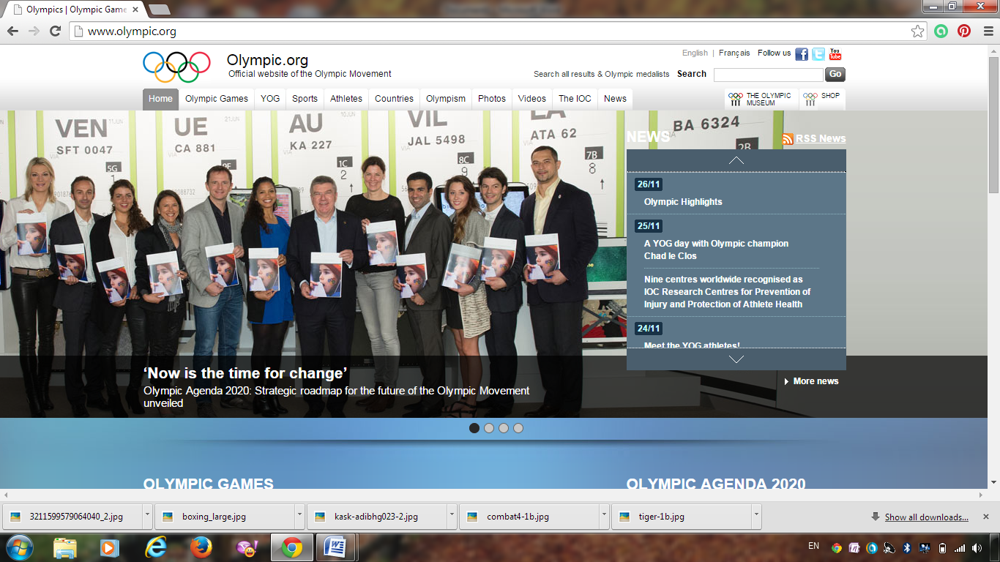 Olympics | Olympic Game
www.olympic.org
English | Français Follow us You Tube
Olympic.org
Official website of the Olympic Movement
Search all results & Olympic medalists Search Go
Home Olympic Games YOG Sports Athletes Countries Olympism Photos Videos The IOC News
THE OLYMPIC MUSEUM
SHOP
VEN
SFT 0047
5G
1
UE
CA 881
AU
KA 227
1C
2
VIL
JAL 5498
8C
9
ATA 62
7B
8
BA 6324
2B
NEWS
RSS News
26/11
Olympic Highlights
25/11
A YOG day with Olympic champion
Chad le Clos
Nine centres worldwide recognised as
IOC Research Centres for Prevention of
Injury and Protection of Athlete Health
24/11
Meet the YOG athletes!
More news
‘Now is the time for change’
Olympic Agenda 2020: Strategic roadmap for the future of the Olympic Movement
unveiled
OLYMPIC GAMES
OLYMPIC AGENDA 2020
3211599579064040_2.jpg
boxing_large.jpg
kask-adibhg023-2.jpg
combat4-1b.jpg
tiger-1b.jpg
Show all downloads...
EN